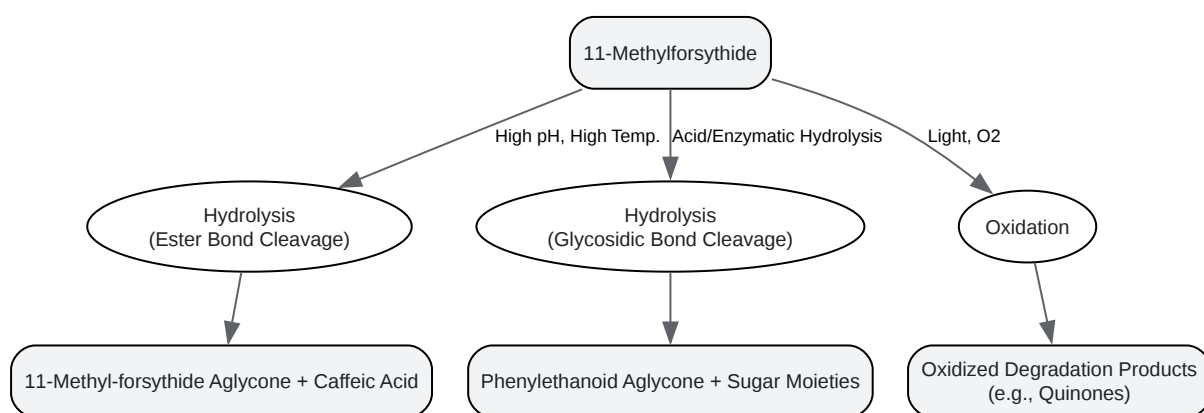 11-Methylforsythide
High pH, High Temp.
Acid/Enzymatic Hydrolysis
Light, O2
Hydrolysis
(Ester Bond Cleavage)
Hydrolysis
(Glycosidic Bond Cleavage)
Oxidation
11-Methyl-forsythide Aglycone + Caffeic Acid
Phenylethanoid Aglycone + Sugar Moieties
Oxidized Degradation Products
(e.g., Quinones)